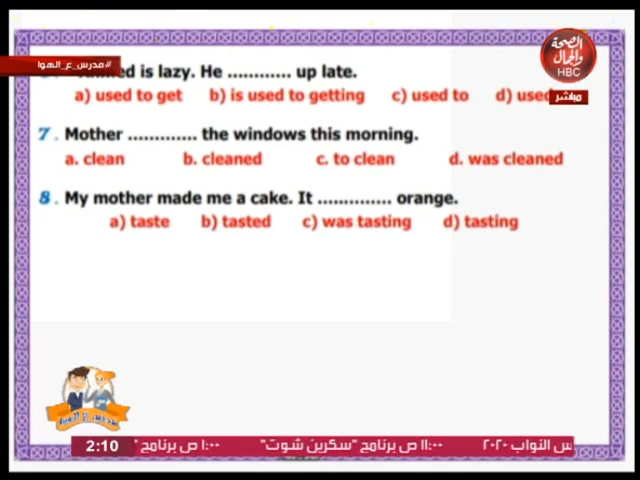 #مدرس_ع_الهوا
الصحة
والجمال
HBC
مباشر
is lazy. He ............ up late.
a) used to get b) is used to getting c) used to d)
7 . Mother ............. the windows this morning.
a. clean b. cleaned c. to clean d. was cleaned
8 . My mother made me a cake. It .............. orange.
a) taste b) tasted c) was tasting d) tasting
2:10
١:٠٠ ص برنامج "
١١:٠٠ ص برنامج "سكرين شوت"
س النواب ٢٠٢٠